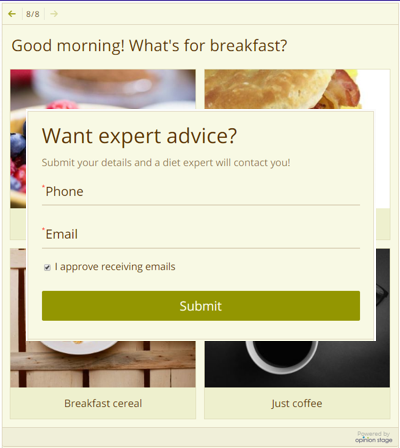 8/8
Good morning! What's for breakfast?
Want expert advice?
Submit your details and a diet expert will contact you!
*Phone
*Email
I approve receiving emails
Submit
Breakfast cereal
Just coffee
Powered by
opinion stage